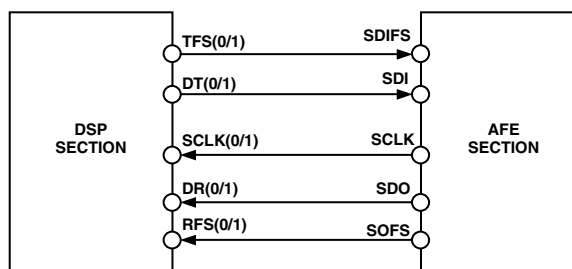 TFS(0/1) SDIFS
DT(0/1) SDI
DSP
SECTION
AFE
SECTION
SCLK(0/1) SCLK
DR(0/1) SDO
RFS(0/1) SOFS